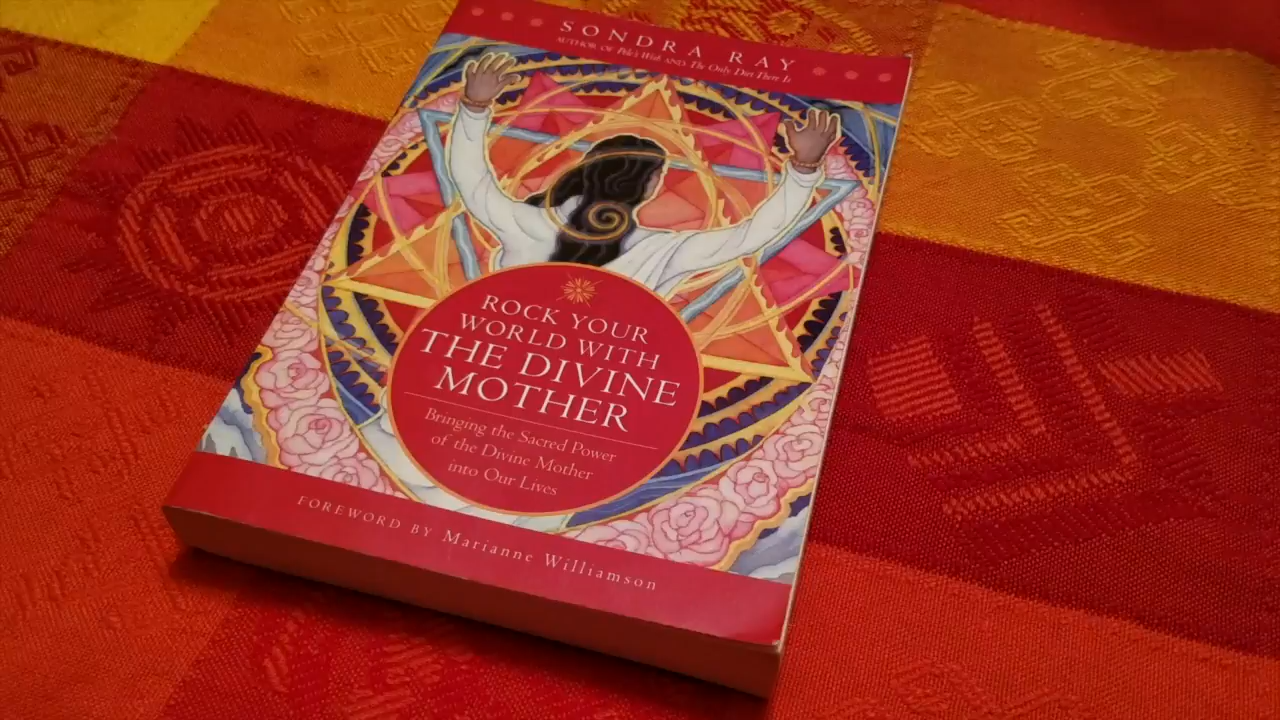 SONDRA RAY
AUTHOR OF Pele's Wish AND The Only Diet There Is
ROCK YOUR
WORLD WITH
THE DIVINE
MOTHER
Bringing the Sacred Power
of the Divine Mother
into Our Lives
FOREWORD BY Marianne Williamson